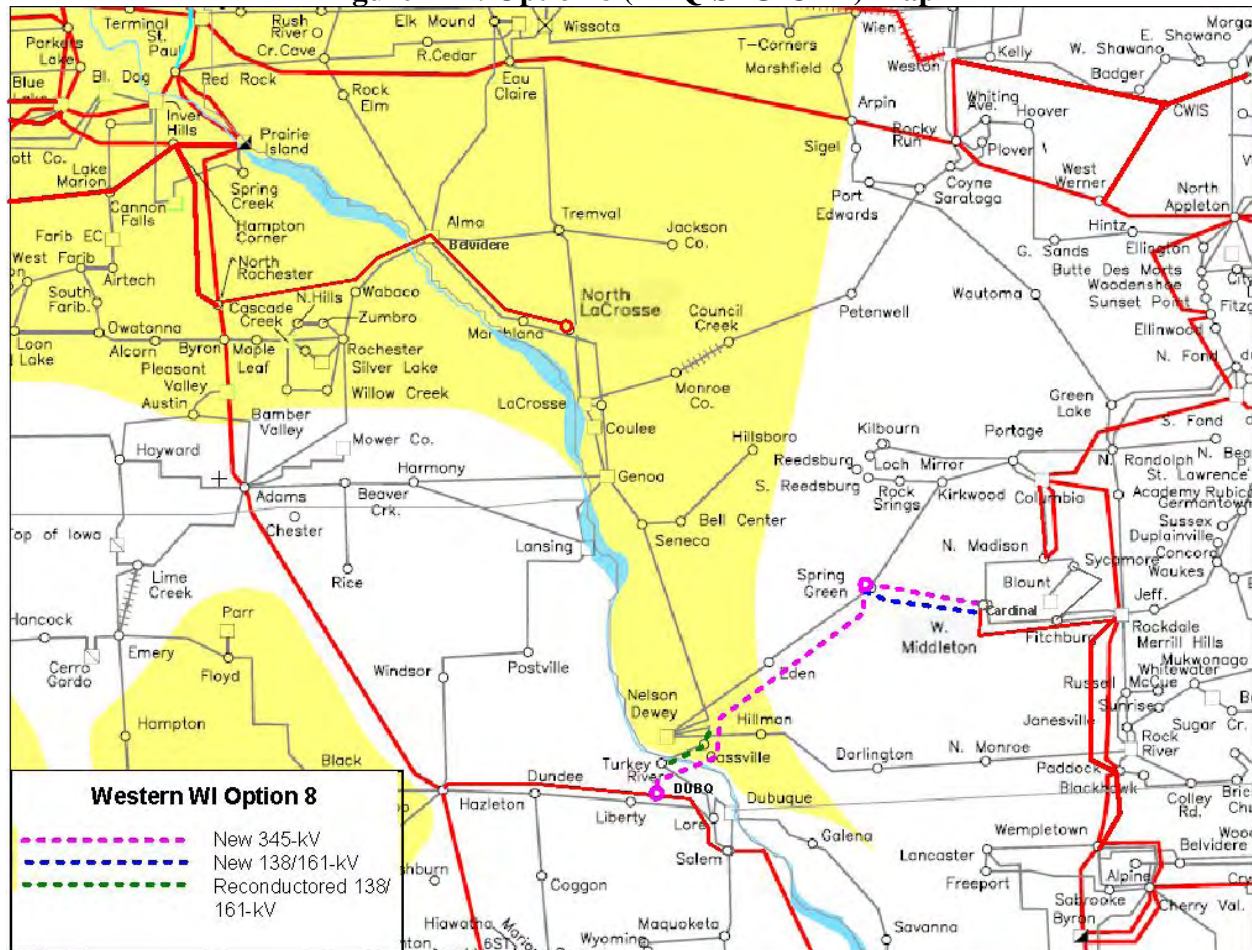 Terminal
Rush
River
Elk Mound
Wissota
Wien
Parkers
Lake
St.
Paul
Cr.Cave
R.Cedar
T-Corners
Kelly
W. Shawano
E. Shawano
Blue
Bl. Dog
Red Rock
Eau
Claire
Marshfield
Weston
Badger
Rock
Elm
Arpin
Whiting
Ave.
Hoover
CWIS
Inver
Hills
Prairie
Island
Sigel
Rocky
Run
Plover
Lake
Marion
Spring
Creek
Coyne
Saratoga
West
Werner
North
Appleton
Cannon
Falls
Hampton
Corner
Alma
Belvidere
Tremval
Jackson
Co.
Port
Edwards
Hintz
Farib EC
G. Sands
Ellington
West Farib
Airtech
North
Rochester
Butte Des Morts
Woodenshoe
Sunset Point
South
Farib.
N.Hills
Wabaco
North
LaCrosse
Council
Creek
Petenwell
Wautoma
Cascade
Creek
Zumbro
Marshland
Ellinwood
Owatonna
Alcorn
Byron
Maple
Leaf
Rochester
Silver Lake
N. Fond
Pleasant
Valley
Willow Creek
Monroe
Co.
Green
Lake
Austin
Bamber
Valley
LaCrosse
Coulee
Hillsboro
Kilbourn
Portage
S. Fond
Hayward
Mower Co.
Reedsburg
Loch Mirror
N. Randolph
Harmony
Genoa
S. Reedsburg
Rock
Srings
Kirkwood
Columbia
St. Lawrence
Adams
Beaver
Crk.
Academy
Rubico
Germantown
Chester
Bell Center
Sussex
Top of Iowa
Lansing
Seneca
N. Madison
Duplainville
Concord
Lime
Creek
Rice
Spring
Green
Sycamore
Blount
Waukes
Hancock
Parr
Cardinal
Jeff.
W.
Middleton
Fitchburg
Rockdale
Merrill Hills
Cerro
Gordo
Emery
Floyd
Windsor
Postville
Eden
Mukwonago
Whitewater
Russell
McCue
Hampton
Nelson
Dewey
Hillman
Janesville
Sunrise
Sugar Cr.
Black
Cassville
Darlington
N. Monroe
Rock
River
Turkey
River
Paddock
Dundee
DUBQ
Dubuque
Blackhawk
Hazleton
Liberty
Colley
Rd.
Lore
Galena
Wempletown
Salem
Lancaster
Belvidere
Freeport
Alpine
Coggon
Sabrooke
Byron
Cherry Val.
Hiawatha
Maquoketa
Wyoming
Savanna
Western WI Option 8
New 345-kV
New 138/161-kV
Reconductored 138/
161-kV